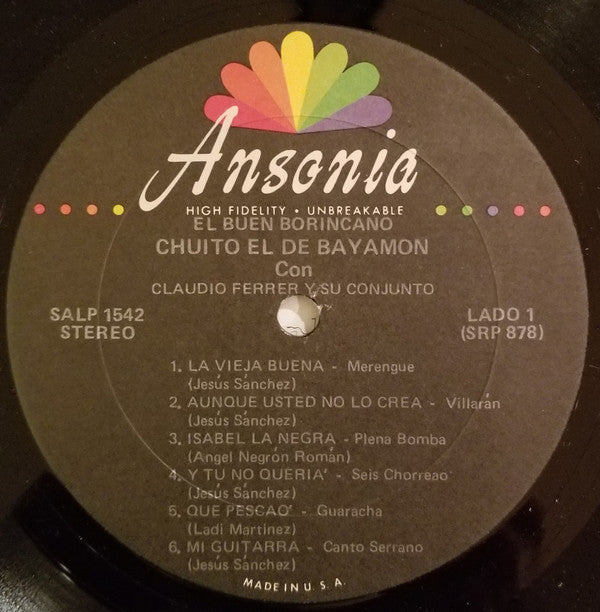 Ansonia
HIGH FIDELITY • UNBREAKABLE
EL BUEN BORINCANO
CHUITO EL DE BAYAMON
Con
CLAUDIO FERRER Y SU CONJUNTO
SALP 1542
STEREO
LADO 1
(SRP 878)
1. LA VIEJA BUENA - Merengue
(Jesús Sánchez)
2. AUNQUE USTED NO LO CREA - Villarán
(Jesús Sánchez)
3. ISABEL LA NEGRA - Plena Bomba
(Angel Negrón Román)
4. Y TU NO QUERIA' - Seis Chorreao'
(Jesús Sánchez)
5. QUE PESCAO' - Guaracha
(Ladi Martínez)
6. MI GUITARRA - Canto Serrano
(Jesús Sánchez)
MADE IN U. S. A.